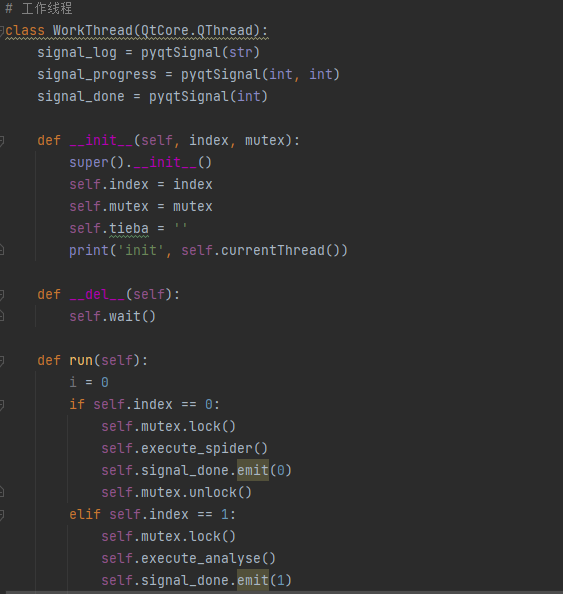 # 工作线程
class WorkThread(QtCore.QThread):
    signal_log = pyqtSignal(str)
    signal_progress = pyqtSignal(int, int)
    signal_done = pyqtSignal(int)

    def __init__(self, index, mutex):
        super().__init__()
        self.index = index
        self.mutex = mutex
        self.tieba = ''
        print('init', self.currentThread())

    def __del__(self):
        self.wait()

    def run(self):
        i = 0
        if self.index == 0:
            self.mutex.lock()
            self.execute_spider()
            self.signal_done.emit(0)
            self.mutex.unlock()
        elif self.index == 1:
            self.mutex.lock()
            self.execute_analyse()
            self.signal_done.emit(1)